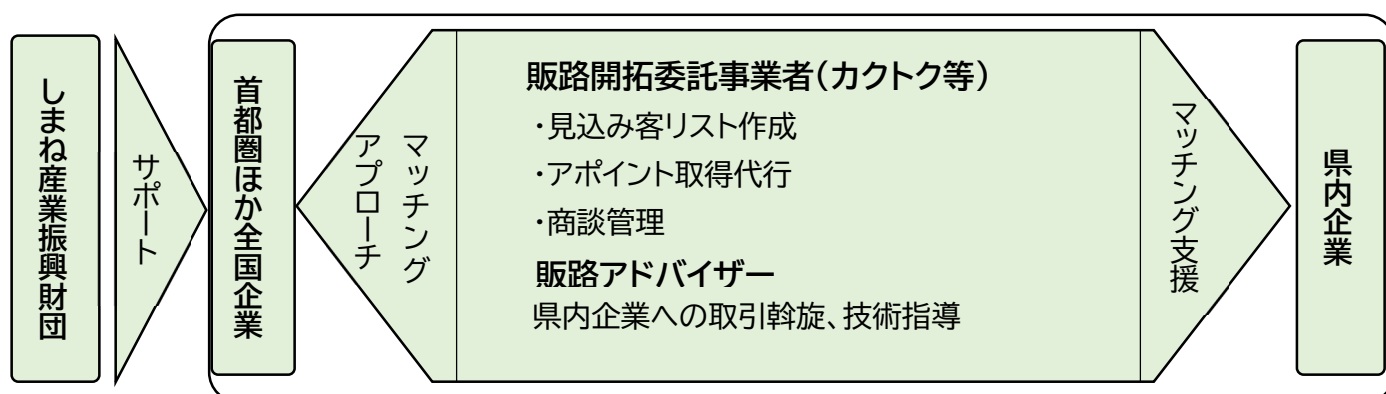 しまね産業振興財団
サポート
首都圏ほか全国企業
マッチング
アプローチ
販路開拓委託事業者(カクトク等)
・見込み客リスト作成
・アポイント取得代行
・商談管理
販路アドバイザー
県内企業への取引斡旋、技術指導
マッチング支援
県内企業